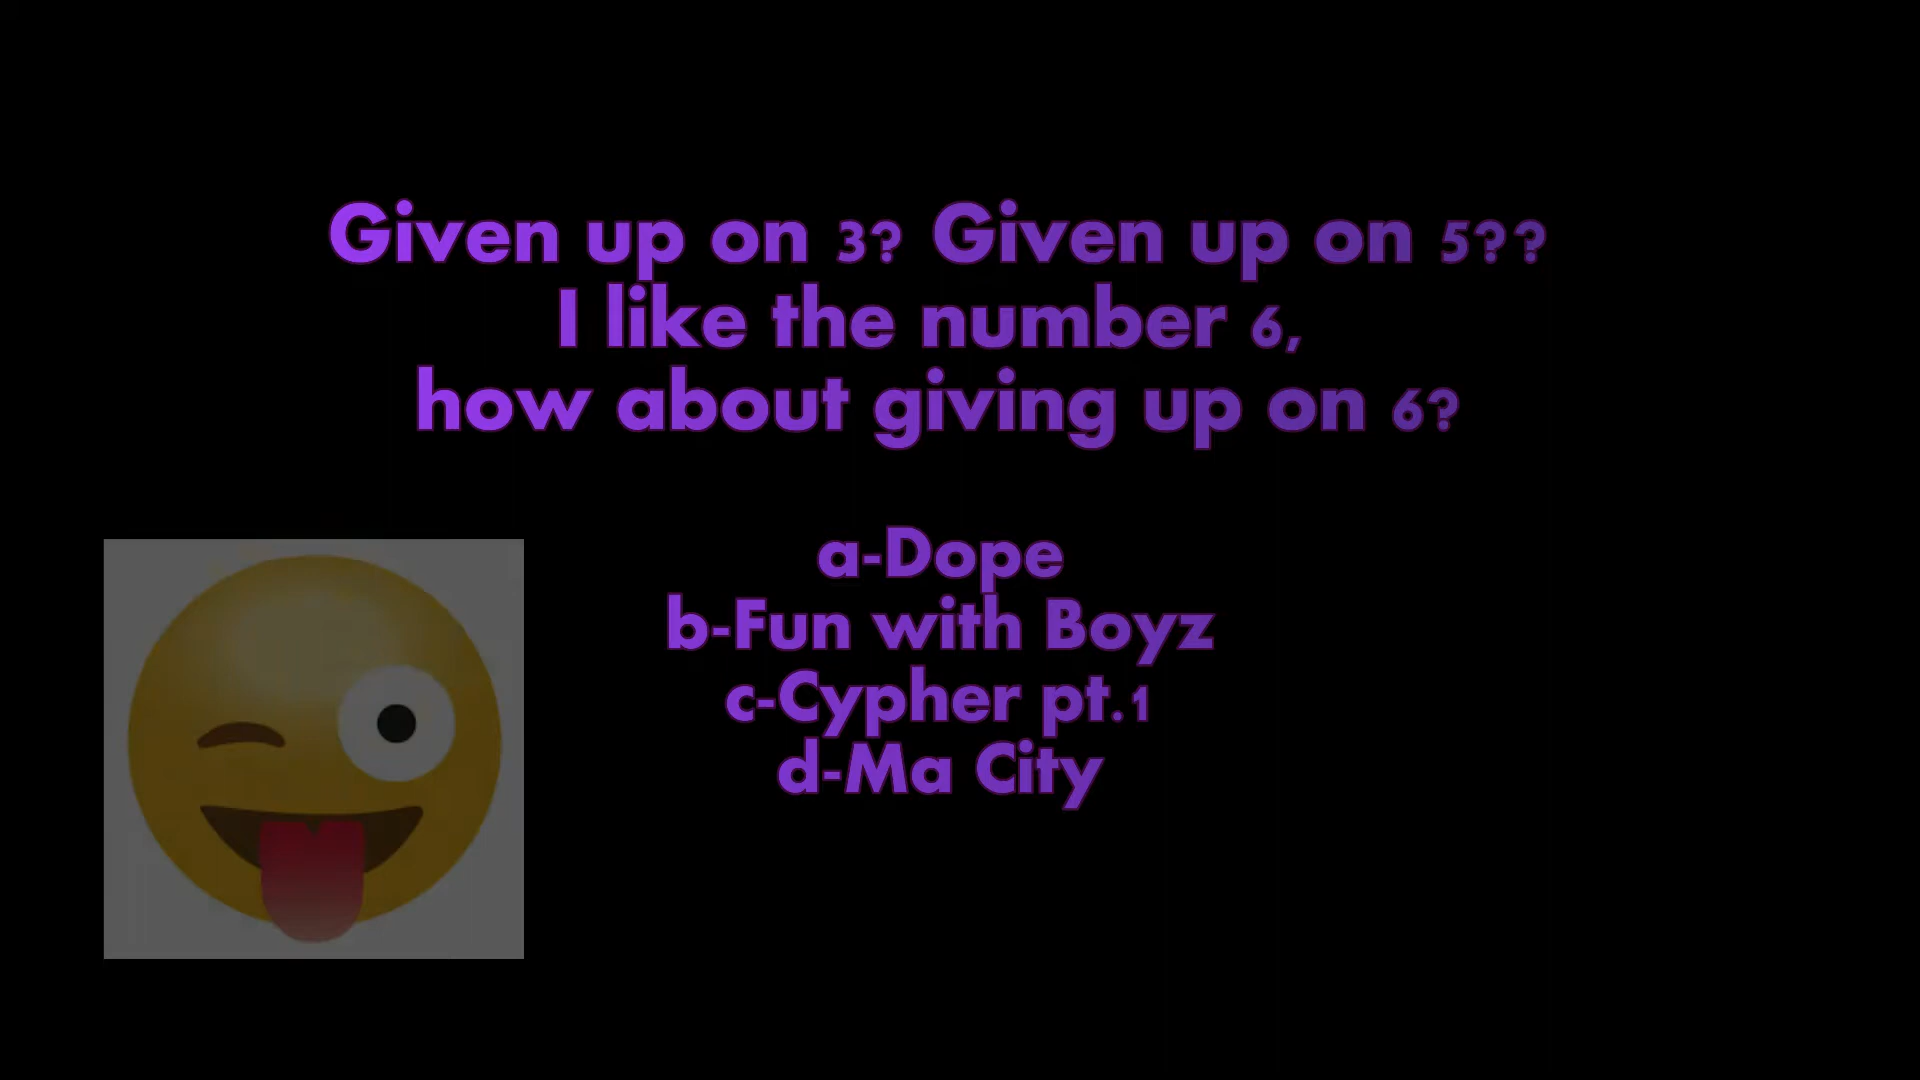 Given up on 3? Given up on 5??
I like the number 6,
how about giving up on 6?
a-Dope
b-Fun with Boyz
c-Cypher pt.1
d-Ma City